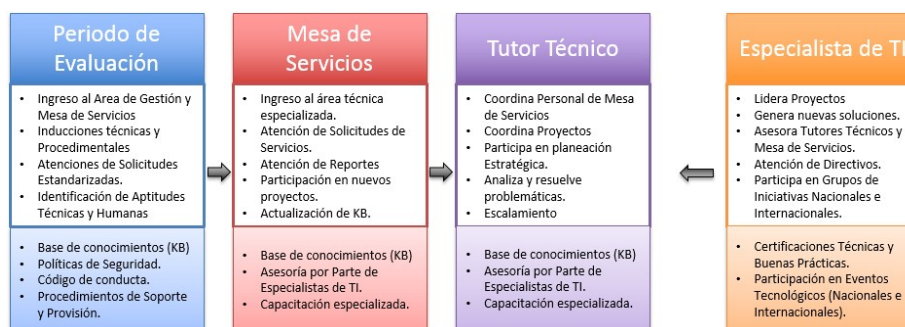 Periodo de
Evaluación
• Ingreso al Area de Gestión y
Mesa de Servicios
• Inducciones técnicas y
Procedimentales
• Atenciones de Solicitudes
Estandarizadas.
• Identificación de Aptitudes
Técnicas y Humanas
• Base de conocimientos (KB)
• Políticas de Seguridad.
• Código de conducta.
• Procedimientos de Soporte
y Provisión.
Mesa de
Servicios
• Ingreso al área técnica
especializada.
• Atención de Solicitudes de
Servicios.
• Atención de Reportes
• Participación en nuevos
proyectos.
• Actualización de KB.
• Base de conocimientos (KB)
• Asesoría por Parte de
Especialistas de TI.
• Capacitación especializada.
Tutor Técnico
• Coordina Personal de Mesa
de Servicios
• Coordina Proyectos
• Participa en planeación
Estratégica.
• Analiza y resuelve
problemáticas.
• Escalamiento
• Base de conocimientos (KB)
• Asesoría por Parte de
Especialistas de TI.
• Capacitación especializada.
Especialista de TI
• Lidera Proyectos
• Genera nuevas soluciones.
• Asesora Tutores Técnicos y
Mesa de Servicios.
• Atención de Directivos.
• Participa en Grupos de
Iniciativas Nacionales e
Internacionales.
• Certificaciones Técnicas y
Buenas Prácticas.
• Participación en Eventos
Tecnológicos (Nacionales e
Internacionales).